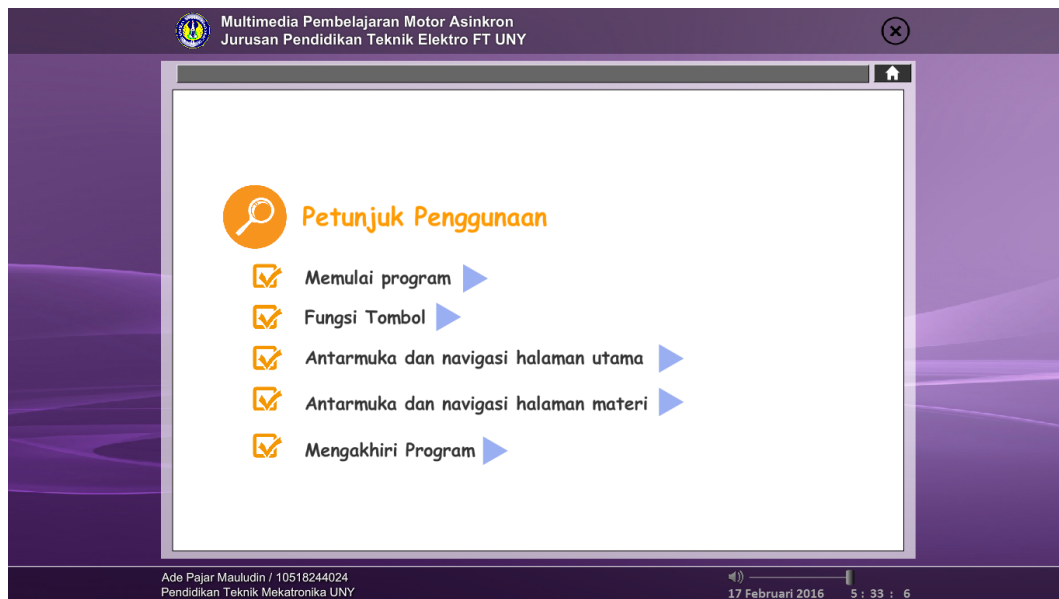 Multimedia Pembelajaran Motor Asinkron
Jurusan Pendidikan Teknik Elektro FT UNY
Petunjuk Penggunaan
Memulai program
Fungsi Tombol
Antarmuka dan navigasi halaman utama
Antarmuka dan navigasi halaman materi
Mengakhiri Program
Ade Pajar Mauludin / 10518244024
Pendidikan Teknik Mekatronika UNY
17 Februari 2016 5 : 33 : 6